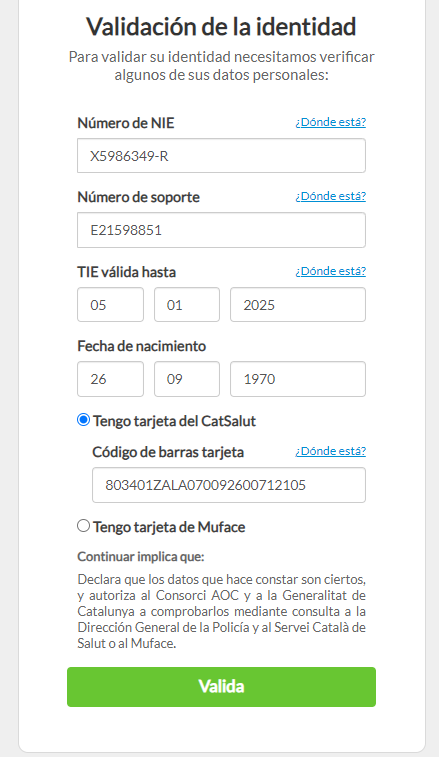 Validación de la identidad
Para validar su identidad necesitamos verificar
algunos de sus datos personales:
Número de NIE ¿Dónde está?
X5986349-R
Número de soporte ¿Dónde está?
E21598851
TIE válida hasta ¿Dónde está?
05 01 2025
Fecha de nacimiento
26 09 1970
Tengo tarjeta del CatSalut
Código de barras tarjeta ¿Dónde está?
803401ZALA070092600712105
Tengo tarjeta de Muface
Continuar implica que:
Declara que los datos que hace constar son ciertos,
y autoriza al Consorci AOC y a la Generalitat de
Catalunya a comprobarlos mediante consulta a la
Dirección General de la Policía y al Servei Català de
Salut o al Muface.
Valida